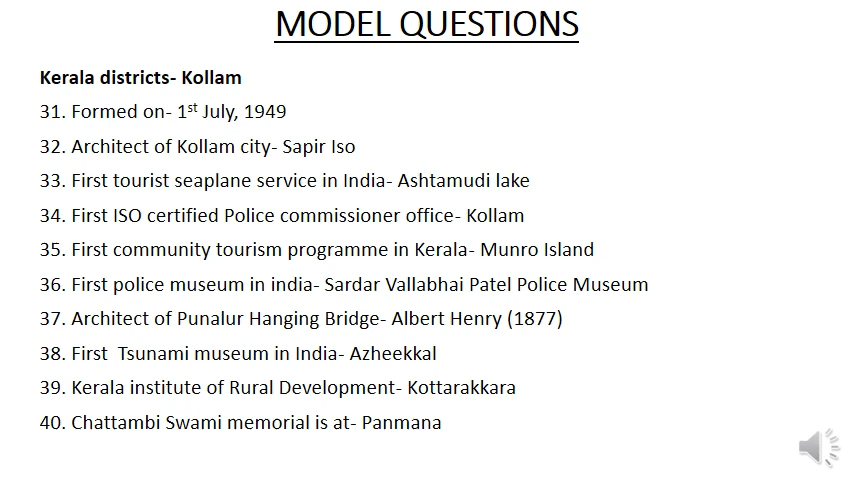 MODEL QUESTIONS
Kerala districts- Kollam
31. Formed on- 1st July, 1949
32. Architect of Kollam city- Sapir Iso
33. First tourist seaplane service in India- Ashtamudi lake
34. First ISO certified Police commissioner office- Kollam
35. First community tourism programme in Kerala- Munro Island
36. First police museum in india- Sardar Vallabhai Patel Police Museum
37. Architect of Punalur Hanging Bridge- Albert Henry (1877)
38. First  Tsunami museum in India- Azheekkal
39. Kerala institute of Rural Development- Kottarakkara
40. Chattambi Swami memorial is at- Panmana